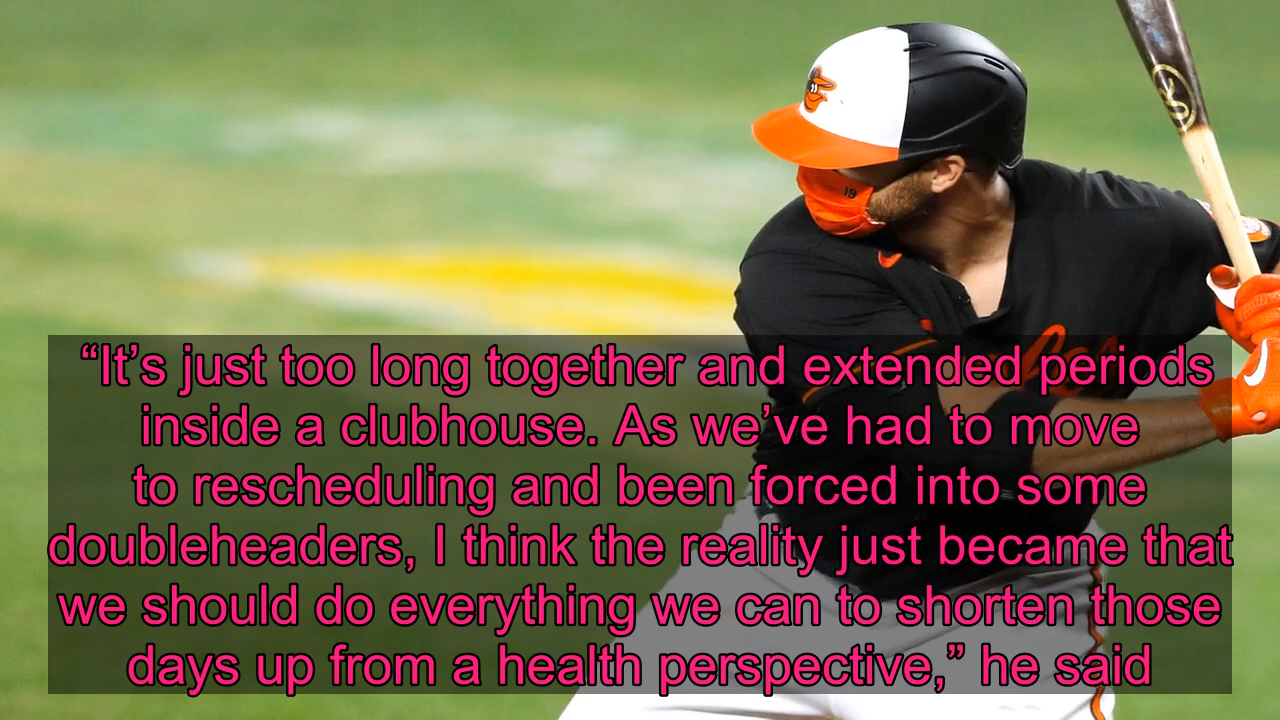 19
“It’s just too long together and extended periods
inside a clubhouse. As we’ve had to move
to rescheduling and been forced into some
doubleheaders, I think the reality just became that
we should do everything we can to shorten those
days up from a health perspective,” he said